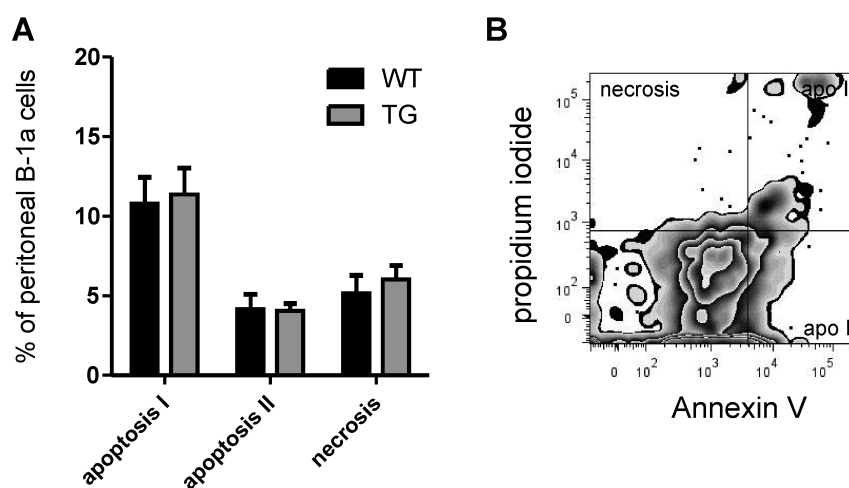 A
% of peritoneal B-1a cells
20
15
10
5
0
WT
TG
apoptosis I
apoptosis II
necrosis
B
propidium iodide
10^5
10^4
10^3
10^2
0
necrosis
apo I
apo I
0
10^2
10^3
10^4
10^5
Annexin V